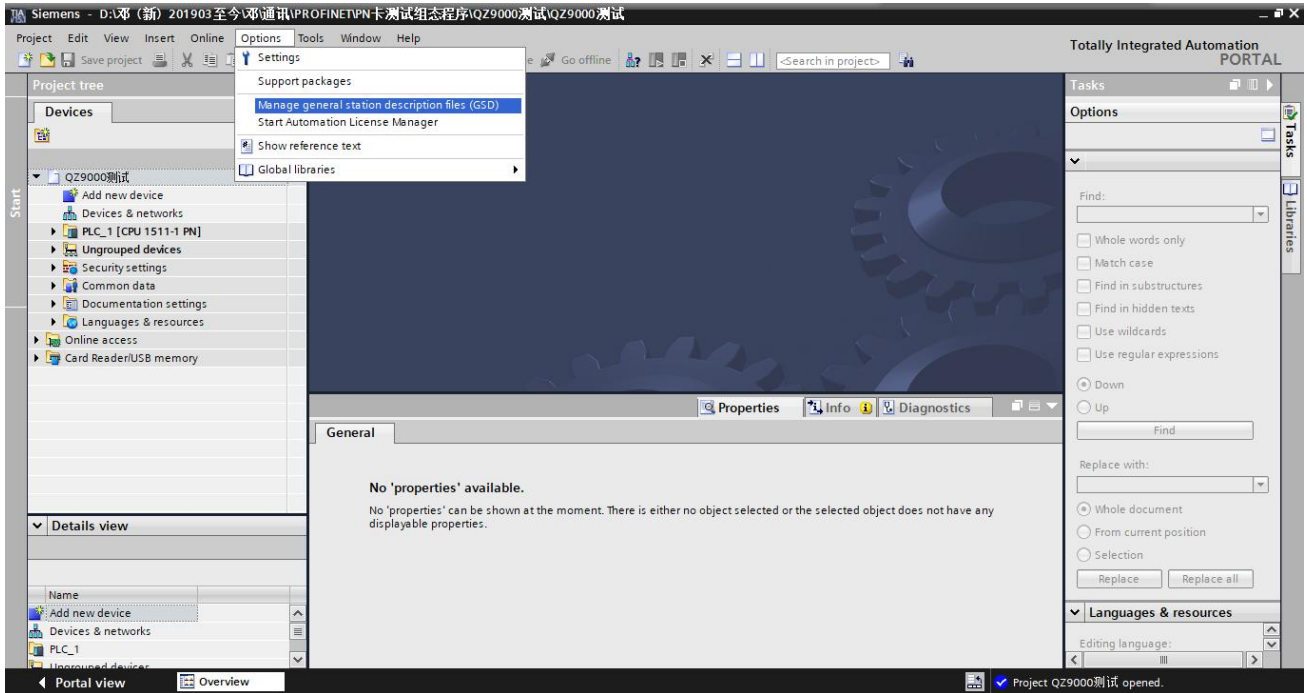 Siemens - D:\邓（新）201903至今\邓\通讯\PROFINET\PN卡测试组态程序\QZ9000测试\QZ9000测试
Project Edit View Insert Online Options Tools Window Help
Totally Integrated Automation
PORTAL
Save project
Go offline
<Search in project>
Settings
Support packages
Manage general station description files (GSD)
Start Automation License Manager
Show reference text
Global libraries
Project tree
Devices
Start
QZ9000测试
Add new device
Devices & networks
PLC_1 [CPU 1511-1 PN]
Ungrouped devices
Security settings
Common data
Documentation settings
Languages & resources
Online access
Card Reader/USB memory
Details view
Name
Add new device
Devices & networks
PLC_1
Ungrouped devices
Properties
Info
Diagnostics
General
No 'properties' available.
No 'properties' can be shown at the moment. There is either no object selected or the selected object does not have any
displayable properties.
Tasks
Options
Find:
Whole words only
Match case
Find in substructures
Find in hidden texts
Use wildcards
Use regular expressions
Down
Up
Find
Replace with:
Whole document
From current position
Selection
Replace
Replace all
Languages & resources
Editing language:
Tasks
Libraries
Portal view
Overview
Project QZ9000测试 opened.